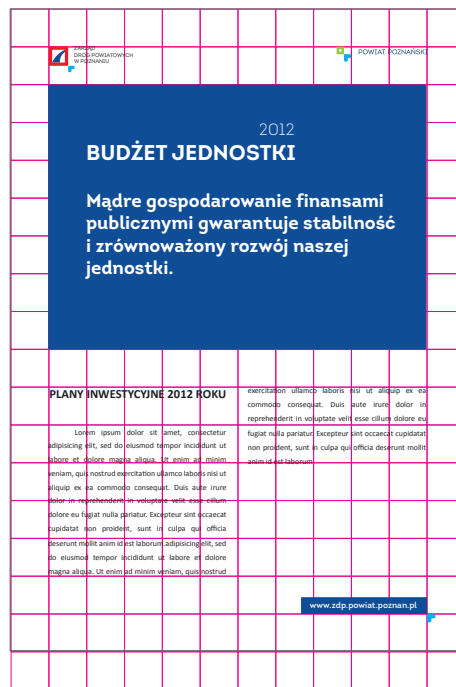 ZARZĄD
DRÓG POWIATOWYCH
W POZNANIU
POWIAT POZNAŃSKI
2012
BUDŻET JEDNOSTKI
Mądre gospodarowanie finansami
publicznymi gwarantuje stabilność
i zrównoważony rozwój naszej
jednostki.
PLANY INWESTYCYJNE 2012 ROKU
Lorem ipsum dolor sit amet, consectetur
adipisicing elit, sed do eiusmod tempor incididunt ut
labore et dolore magna aliqua. Ut enim ad minim
veniam, quis nostrud exercitation ullamco laboris nisi ut
aliquip ex ea commodo consequat. Duis aute irure
dolor in reprehenderit in voluptate velit esse cillum
dolore eu fugiat nulla pariatur. Excepteur sint occaecat
cupidatat non proident, sunt in culpa qui officia
deserunt mollit anim id est laborum.adipisicing elit, sed
do eiusmod tempor incididunt ut labore et dolore
magna aliqua. Ut enim ad minim veniam, quis nostrud
exercitation ullamco laboris nisi ut aliquip ex ea
commodo consequat. Duis aute irure dolor in
reprehenderit in voluptate velit esse cillum dolore eu
fugiat nulla pariatur. Excepteur sint occaecat cupidatat
non proident, sunt in culpa qui officia deserunt mollit
anim id est laborum
www.zdp.powiat.poznan.pl